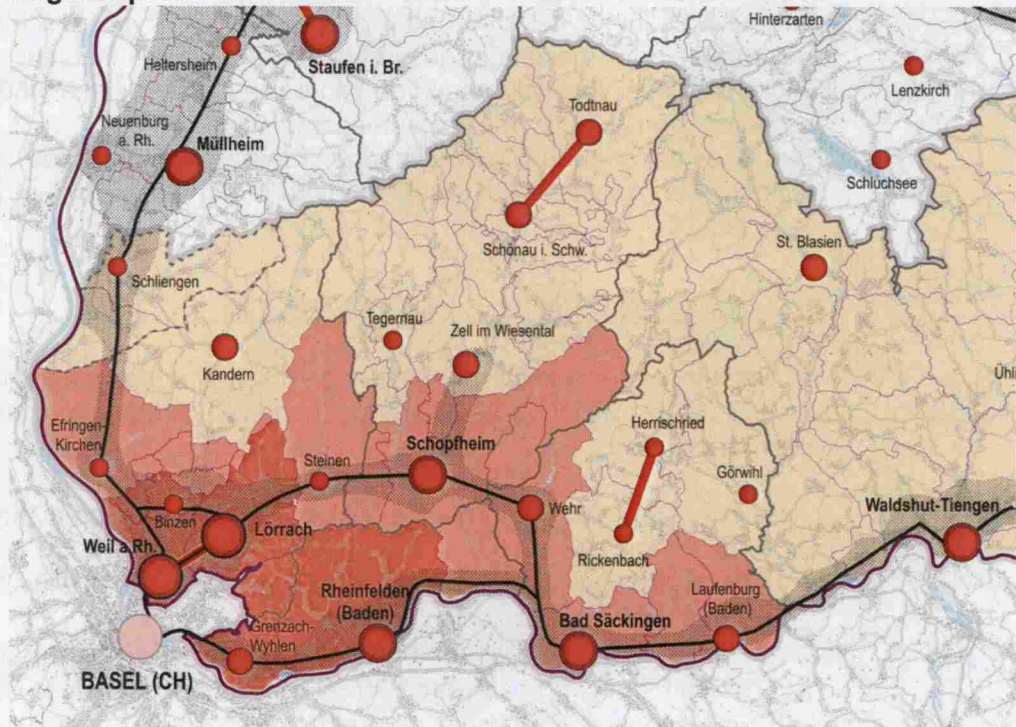 Hinterzarten
Heitersheim
Staufen i. Br.
Lenzkirch
Todtnau
Neuenburg
a. Rh.
Müllheim
Schluchsee
Schönau i. Schw.
St. Blasien
Schliengen
Tegernau
Zell im Wiesental
Kandern
Ühli
Efringen-
Kirchen
Herrischried
Schopfheim
Steinen
Görwihl
Binzen
Wehr
Waldshut-Tiengen
Lörrach
Weil a Rh.
Rickenbach
Rheinfelden
(Baden)
Laufenburg
(Baden)
Bad Säckingen
Grenzach-
Wyhlen
BASEL (CH)